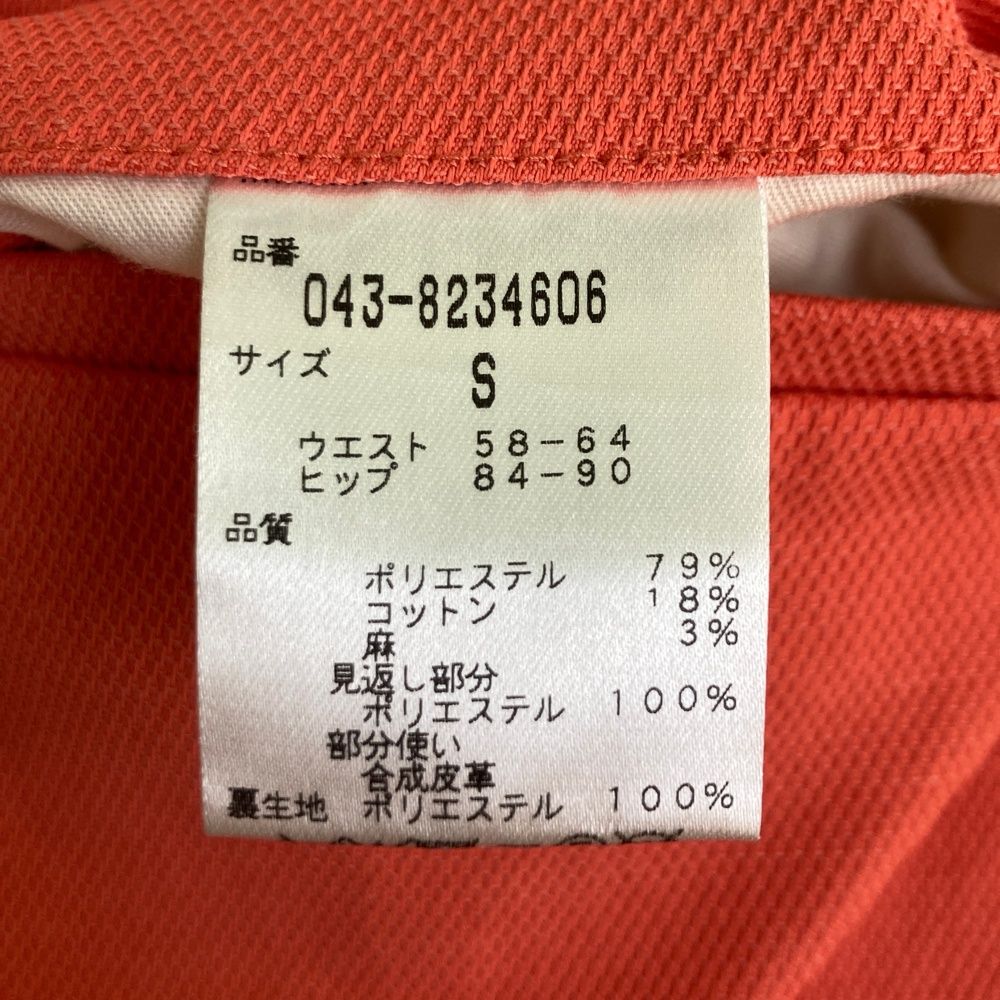 品番
043-8234606
サイズ
S
ウエスト 58-64
ヒップ 84-90
品質
ポリエステル 79%
コットン 18%
麻 3%
見返し部分
ポリエステル 100%
部分使い
合成皮革
裏生地 ポリエステル 100%